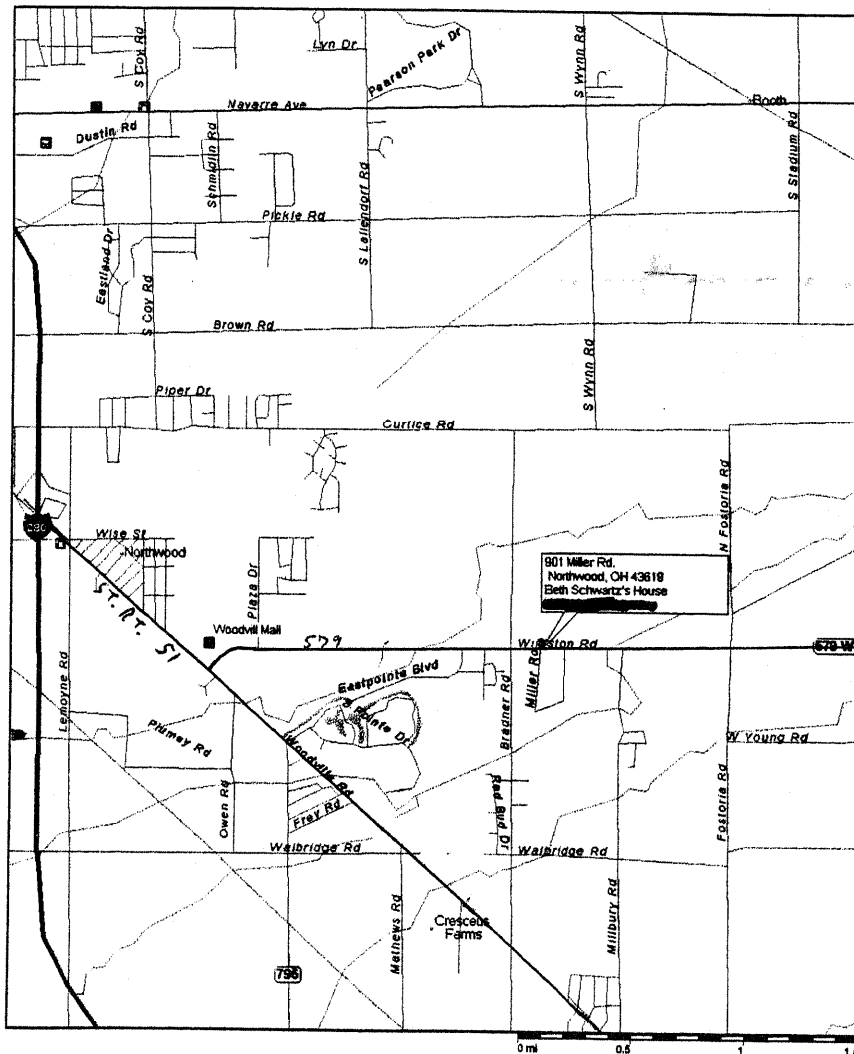 S Coy Rd
Lyn Dr
Pearson Park Dr
S Wynn Rd
Navarre Ave
Booth
Dustin Rd
Schmidlin Rd
S Stadium Rd
Pickle Rd
S Lallendorf Rd
Eastland Dr
S Coy Rd
Brown Rd
S Wynn Rd
Piper Dr
Curtice Rd
N Fostoria Rd
280
Wise St
Northwood
901 Miller Rd.
Northwood, OH 43619
Beth Schwartz's House
ST. RT. 51
Plaza Dr
Woodvill Mall
579
Williston Rd
579 W
Lemoyne Rd
Eastpointe Blvd
Miller Rd
S Pointe Dr
Bradner Rd
Plumey Rd
Woodville Rd
W Young Rd
Owen Rd
Frey Rd
Red Bud Dr
Fostoria Rd
Walbridge Rd
Walbridge Rd
Mathews Rd
Cresceus
Farms
Millbury Rd
795
0 mi 0.5 1